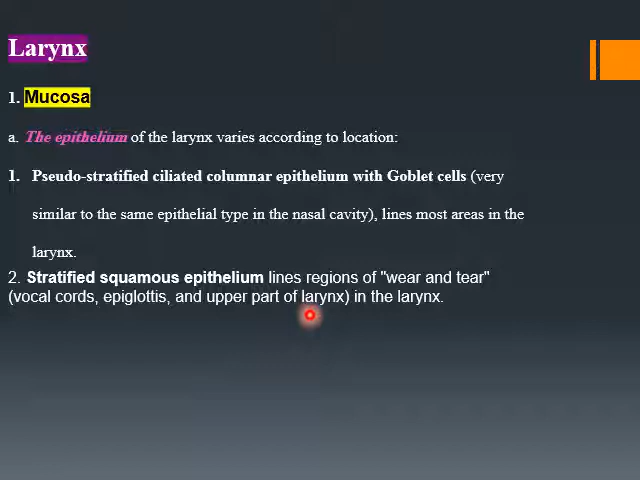 Larynx
1. Mucosa
a. The epithelium of the larynx varies according to location:
1. Pseudo-stratified ciliated columnar epithelium with Goblet cells (very
similar to the same epithelial type in the nasal cavity), lines most areas in the
larynx.
2. Stratified squamous epithelium lines regions of "wear and tear"
(vocal cords, epiglottis, and upper part of larynx) in the larynx.